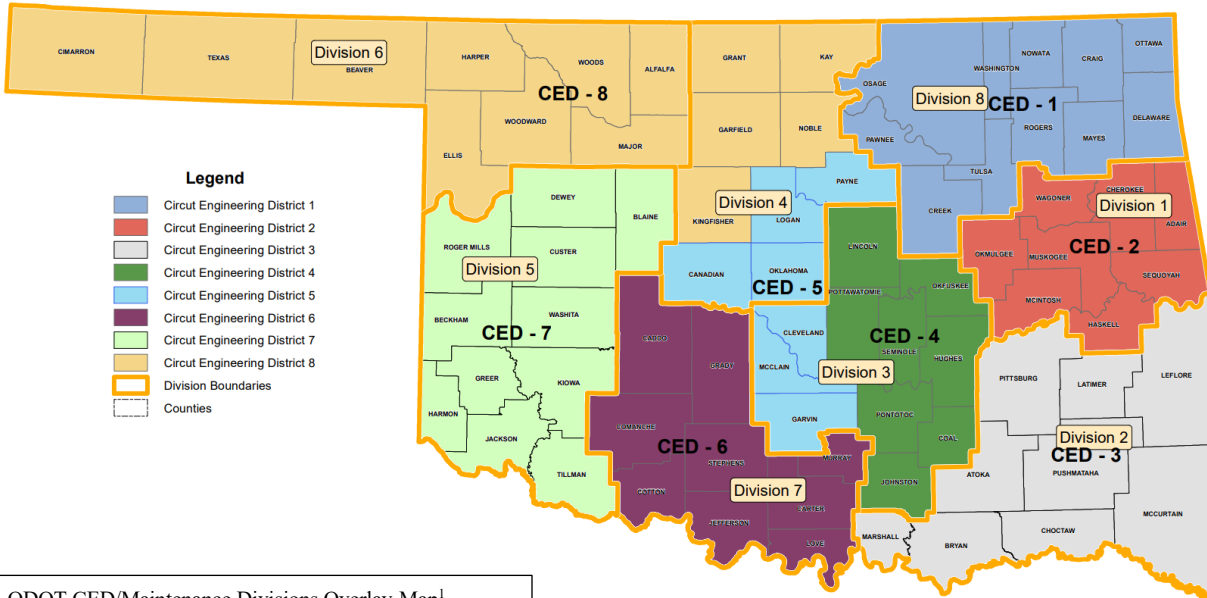 Division 6
CIMARRON
TEXAS
BEAVER
HARPER
WOODS
ALFALFA
GRANT
KAY
CED - 8
WOODWARD
ELLIS
MAJOR
GARFIELD
NOBLE
OSAGE
WASHINGTON
NOWATA
CRAIG
OTTAWA
Division 8
CED - 1
PAWNEE
ROGERS
MAYES
DELAWARE
TULSA
CREEK
Division 4
KINGFISHER
PAYNE
LOGAN
CANADIAN
OKLAHOMA
CED - 5
CLEVELAND
MCCLAIN
GARVIN
WAGONER
CHEROKEE
Division 1
ADAIR
CED - 2
OKMULGEE
MUSKOGEE
SEQUOYAH
MCINTOSH
HASKELL
DEWEY
BLAINE
ROGER MILLS
CUSTER
Division 5
WASHITA
BECKHAM
CED - 7
GREER
KIOWA
HARMON
JACKSON
TILLMAN
LINCOLN
POTTAWATOMIE
OKFUSKEE
CED - 4
SEMINOLE
HUGHES
Division 3
PONTOTOC
COAL
JOHNSTON
CADDO
GRADY
COMANCHE
CED - 6
STEPHENS
MURRAY
COTTON
Division 7
CARTER
JEFFERSON
LOVE
PITTSBURG
LATIMER
LEFLORE
Division 2
CED - 3
PUSHMATAHA
ATOKA
MCCURTAIN
MARSHALL
BRYAN
CHOCTAW
Legend
Circut Engineering District 1
Circut Engineering District 2
Circut Engineering District 3
Circut Engineering District 4
Circut Engineering District 5
Circut Engineering District 6
Circut Engineering District 7
Circut Engineering District 8
Division Boundaries
Counties
ODOT CED/Maintenance Divisions Overlay Map¹